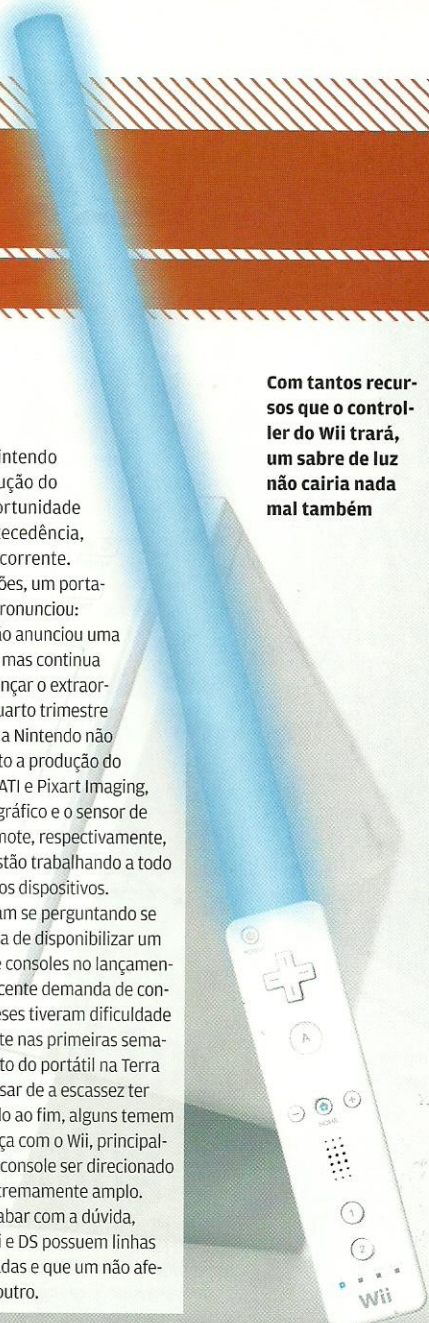 Com tantos recur-
sos que o control-
ler do Wii trará,
um sabre de luz
não cairia nada
mal também
intendo
ução do
ortunidade
ecedência,
corrente.
ões, um porta-
ronunciou:
ão anunciou uma
mas continua
nçar o extraor-
uarto trimestre
a Nintendo não
to a produção do
ATI e Pixart Imaging,
gráfico e o sensor de
mote, respectivamente,
stão trabalhando a todo
os dispositivos.
am se perguntando se
a de disponibilizar um
e consoles no lançamen-
cente demanda de con-
eses tiveram dificuldade
te nas primeiras sema-
to do portátil na Terra
sar de a escassez ter
do ao fim, alguns temem
ça com o Wii, principal-
console ser direcionado
tremamente amplo.
abar com a dúvida,
i e DS possuem linhas
adas e que um não afe-
outro.
POWER
A
- +
HOME
1
2
Wii